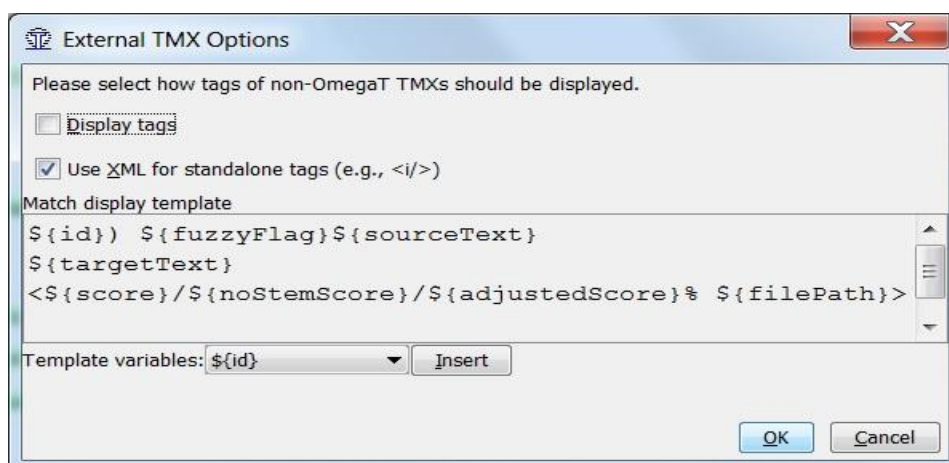 External TMX Options
Please select how tags of non-OmegaT TMXs should be displayed.
Display tags
Use XML for standalone tags (e.g., <i/>)
Match display template
${id}) ${fuzzyFlag}${sourceText}
${targetText}
<${score}/${noStemScore}/${adjustedScore}% ${filePath}>
Template variables: ${id} Insert
OK Cancel